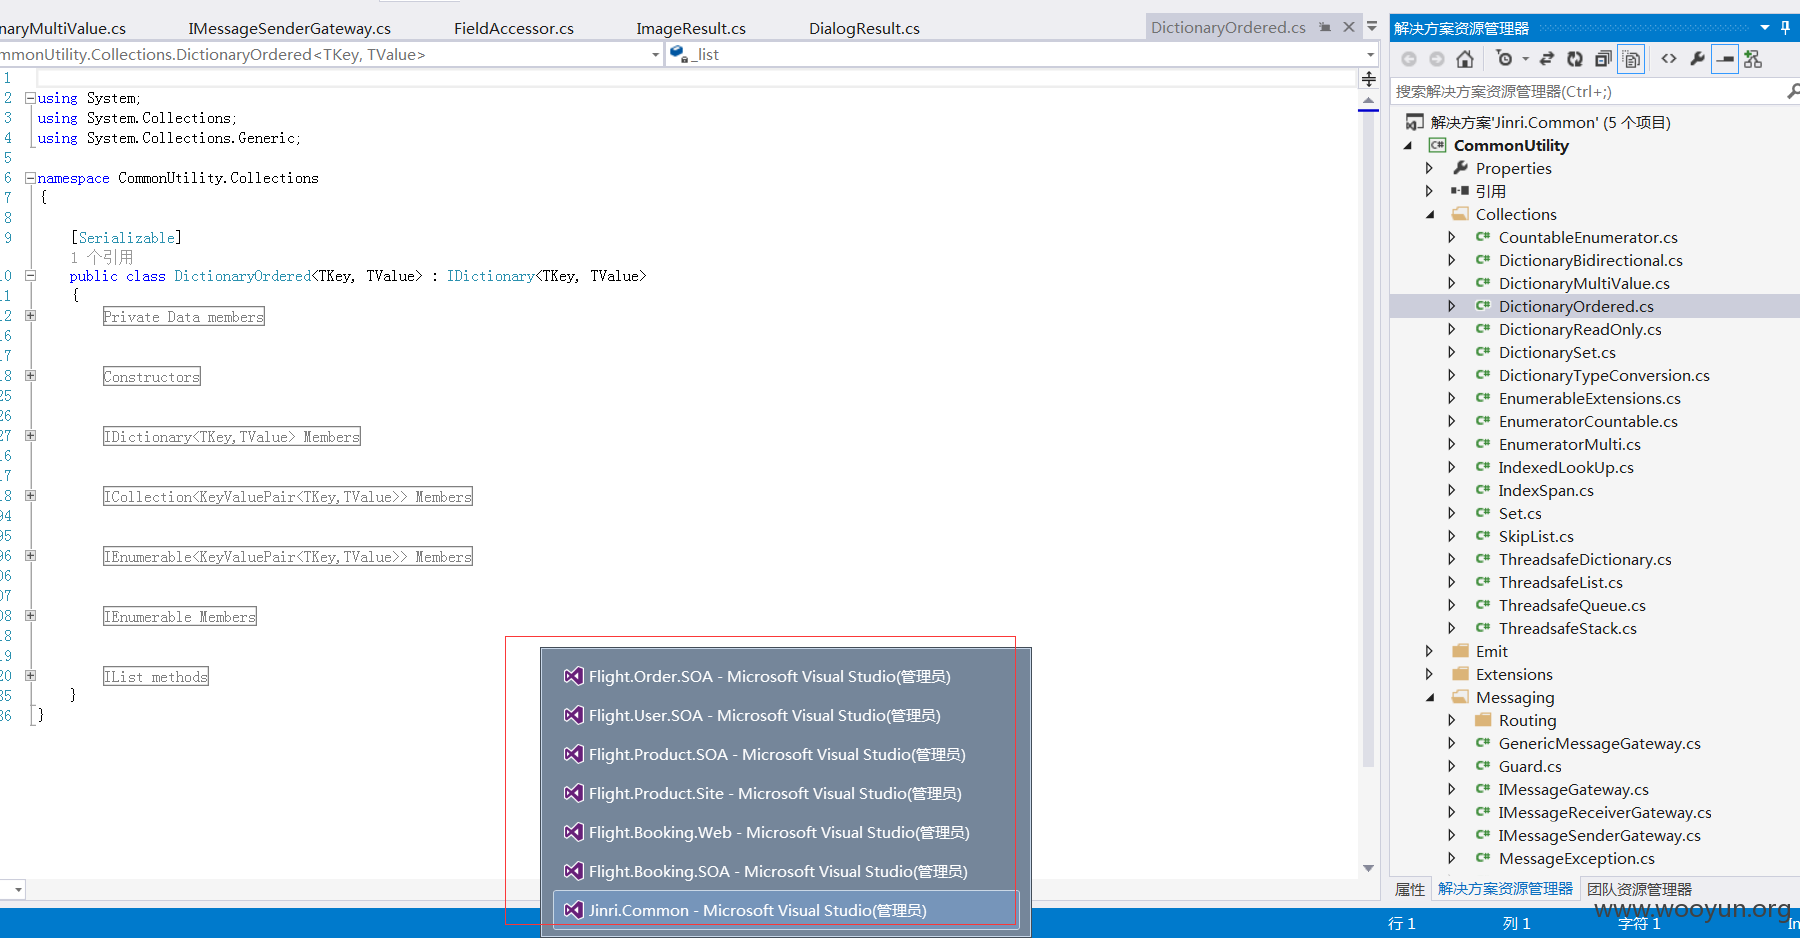 naryMultiValue.cs IMessageSenderGateway.cs FieldAccessor.cs ImageResult.cs DialogResult.cs DictionaryOrdered.cs
mmonUtility.Collections.DictionaryOrdered<TKey, TValue> _list
1
2 using System;
3 using System.Collections;
4 using System.Collections.Generic;
5
6 namespace CommonUtility.Collections
7 {
8
9 [Serializable]
1 个引用
.0 public class DictionaryOrdered<TKey, TValue> : IDictionary<TKey, TValue>
.1 {
.2 Private Data members
.6
.7
.8 Constructors
25
26
27 IDictionary<TKey,TValue> Members
.6
.7
.8 ICollection<KeyValuePair<TKey,TValue>> Members
94
95
96 IEnumerable<KeyValuePair<TKey,TValue>> Members
06
07
08 IEnumerable Members
.8
.9
20 IList methods
35 }
36 }
Flight.Order.SOA - Microsoft Visual Studio(管理员)
Flight.User.SOA - Microsoft Visual Studio(管理员)
Flight.Product.SOA - Microsoft Visual Studio(管理员)
Flight.Product.Site - Microsoft Visual Studio(管理员)
Flight.Booking.Web - Microsoft Visual Studio(管理员)
Flight.Booking.SOA - Microsoft Visual Studio(管理员)
Jinri.Common - Microsoft Visual Studio(管理员)
解决方案资源管理器
搜索解决方案资源管理器(Ctrl+;)
解决方案'Jinri.Common' (5 个项目)
CommonUtility
Properties
引用
Collections
CountableEnumerator.cs
DictionaryBidirectional.cs
DictionaryMultiValue.cs
DictionaryOrdered.cs
DictionaryReadOnly.cs
DictionarySet.cs
DictionaryTypeConversion.cs
EnumerableExtensions.cs
EnumeratorCountable.cs
EnumeratorMulti.cs
IndexedLookUp.cs
IndexSpan.cs
Set.cs
SkipList.cs
ThreadsafeDictionary.cs
ThreadsafeList.cs
ThreadsafeQueue.cs
ThreadsafeStack.cs
Emit
Extensions
Messaging
Routing
GenericMessageGateway.cs
Guard.cs
IMessageGateway.cs
IMessageReceiverGateway.cs
IMessageSenderGateway.cs
MessageException.cs
属性 解决方案资源管理器 团队资源管理器
www.wooyun.org
行 1 列 1 字符 1 In